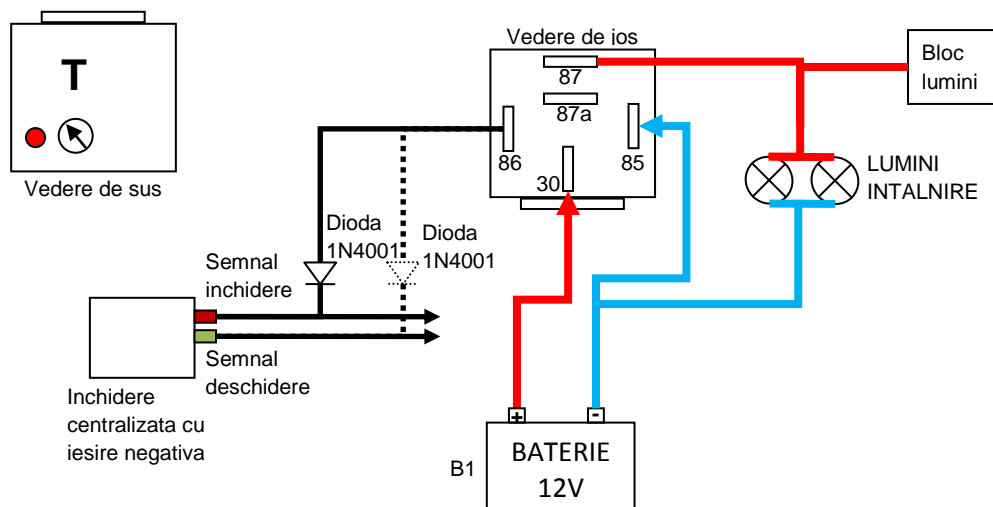 T
Vedere de sus
Vedere de jos
87
87a
86
85
30
Bloc
lumini
LUMINI
INTALNIRE
Dioda
1N4001
Dioda
1N4001
Semnal
inchidere
Semnal
deschidere
Inchidere
centralizata cu
iesire negativa
+
-
B1
BATERIE
12V